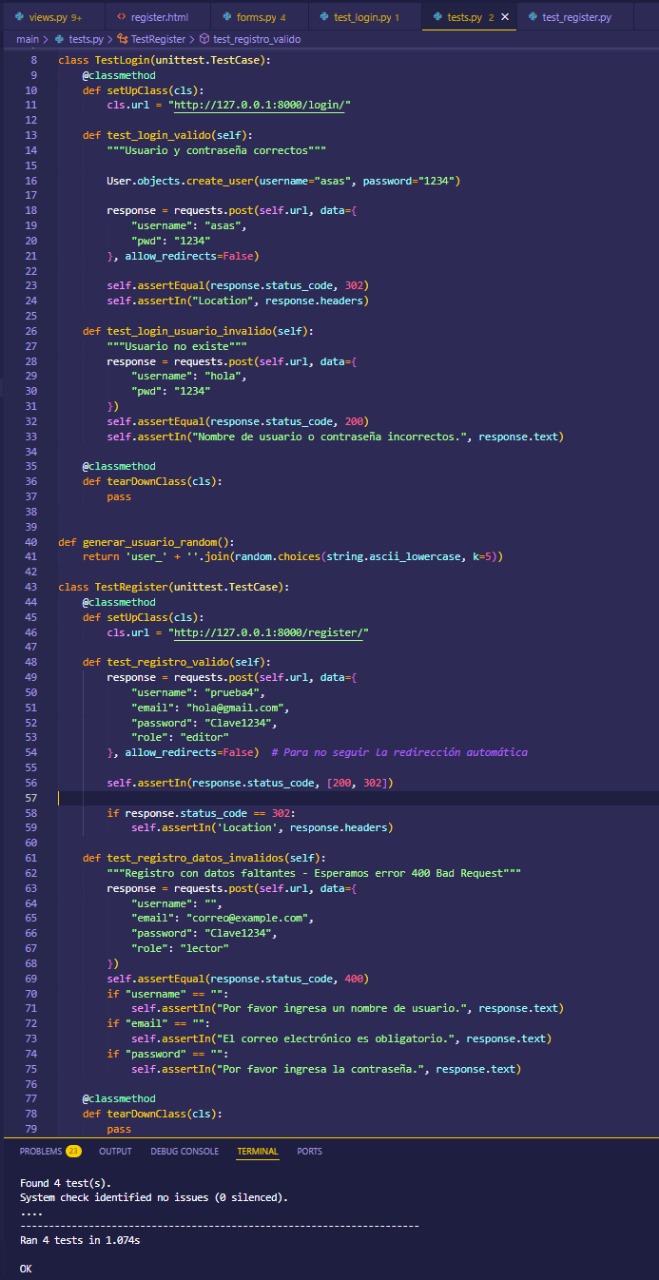 views.py 9+ register.html forms.py 4 test_login.py 1 tests.py 2 test_register.py
main > tests.py > TestRegister > test_registro_valido
8 class TestLogin(unittest.TestCase):
9     @classmethod
10     def setUpClass(cls):
11         cls.url = "http://127.0.0.1:8000/login/"
12
13     def test_login_valido(self):
14         """Usuario y contraseña correctos"""
15
16         User.objects.create_user(username="asas", password="1234")
17
18         response = requests.post(self.url, data={
19             "username": "asas",
20             "pwd": "1234"
21         }, allow_redirects=False)
22
23         self.assertEqual(response.status_code, 302)
24         self.assertIn("Location", response.headers)
25
26     def test_login_usuario_invalido(self):
27         """Usuario no existe"""
28         response = requests.post(self.url, data={
29             "username": "hola",
30             "pwd": "1234"
31         })
32         self.assertEqual(response.status_code, 200)
33         self.assertIn("Nombre de usuario o contraseña incorrectos.", response.text)
34
35     @classmethod
36     def tearDownClass(cls):
37         pass
38
39
40 def generar_usuario_random():
41     return 'user_' + ''.join(random.choices(string.ascii_lowercase, k=5))
42
43 class TestRegister(unittest.TestCase):
44     @classmethod
45     def setUpClass(cls):
46         cls.url = "http://127.0.0.1:8000/register/"
47
48     def test_registro_valido(self):
49         response = requests.post(self.url, data={
50             "username": "prueba4",
51             "email": "hola@gmail.com",
52             "password": "Clave1234",
53             "role": "editor"
54         }, allow_redirects=False)  # Para no seguir la redirección automática
55
56         self.assertIn(response.status_code, [200, 302])
57
58         if response.status_code == 302:
59             self.assertIn('Location', response.headers)
60
61     def test_registro_datos_invalidos(self):
62         """Registro con datos faltantes - Esperamos error 400 Bad Request"""
63         response = requests.post(self.url, data={
64             "username": "",
65             "email": "correo@example.com",
66             "password": "Clave1234",
67             "role": "lector"
68         })
69         self.assertEqual(response.status_code, 400)
70         if "username" == "":
71             self.assertIn("Por favor ingresa un nombre de usuario.", response.text)
72         if "email" == "":
73             self.assertIn("El correo electrónico es obligatorio.", response.text)
74         if "password" == "":
75             self.assertIn("Por favor ingresa la contraseña.", response.text)
76
77     @classmethod
78     def tearDownClass(cls):
79         pass
PROBLEMS 23 OUTPUT DEBUG CONSOLE TERMINAL PORTS
Found 4 test(s).
System check identified no issues (0 silenced).
....
----------------------------------------------------------------------
Ran 4 tests in 1.074s
OK